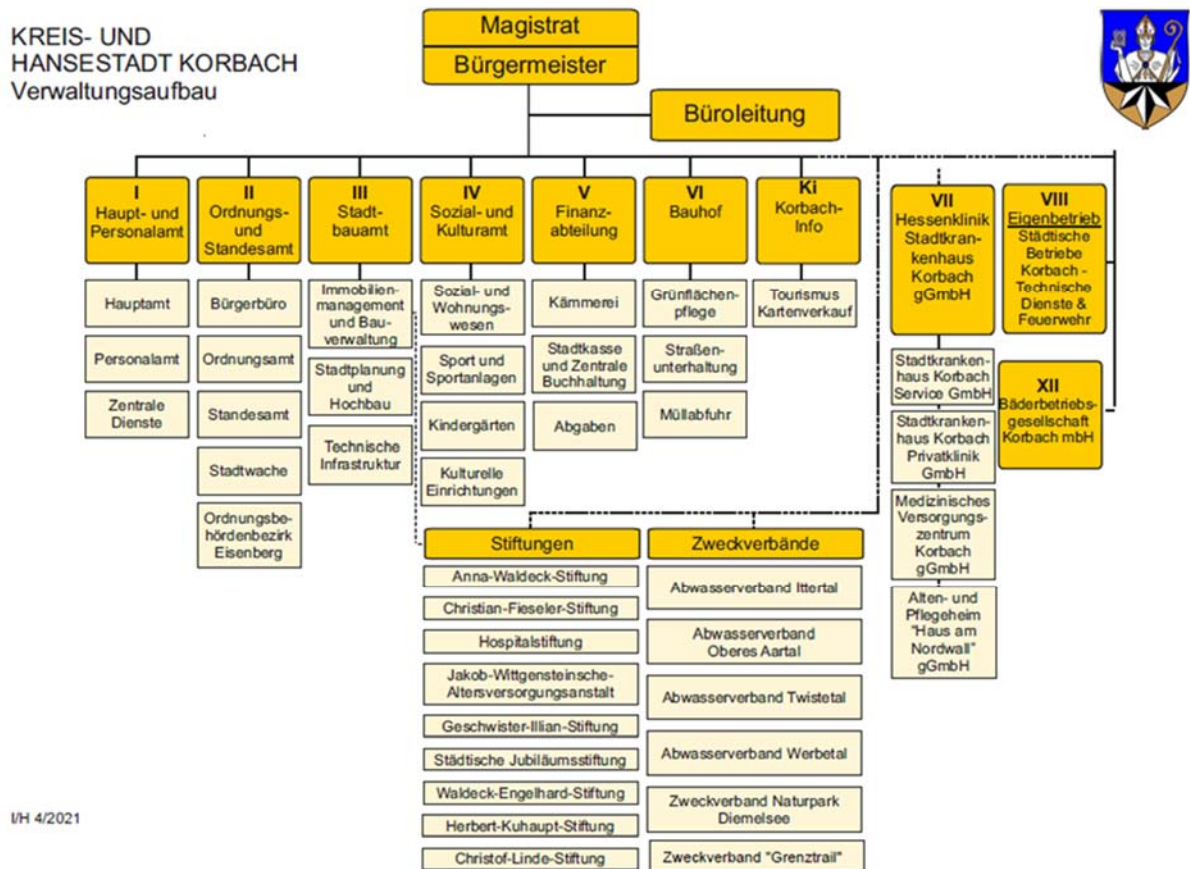 KREIS- UND
HANSESTADT KORBACH
Verwaltungsaufbau
Magistrat
Bürgermeister
Büroleitung
I
Haupt- und
Personalamt
Hauptamt
Personalamt
Zentrale
Dienste
II
Ordnungs-
und
Standesamt
Bürgerbüro
Ordnungsamt
Standesamt
Stadtwache
Ordnungsbe-
hördenbezirk
Eisenberg
III
Stadt-
bauamt
Immobilien-
management
und Bau-
verwaltung
Stadtplanung
und
Hochbau
Technische
Infrastruktur
IV
Sozial- und
Kulturamt
Sozial- und
Wohnungs-
wesen
Sport und
Sportanlagen
Kindergärten
Kulturelle
Einrichtungen
V
Finanz-
abteilung
Kämmerei
Stadtkasse
und Zentrale
Buchhaltung
Abgaben
VI
Bauhof
Grünflächen-
pflege
Straßen-
unterhaltung
Müllabfuhr
Ki
Korbach-
Info
Tourismus
Kartenverkauf
VII
Hessenklinik
Stadtkran-
kenhaus
Korbach
gGmbH
Stadtkranken-
haus Korbach
Service GmbH
Stadtkranken-
haus Korbach
Privatklinik
GmbH
Medizinisches
Versorgungs-
zentrum
Korbach
gGmbH
Alten- und
Pflegeheim
"Haus am
Nordwall"
gGmbH
VIII
Eigenbetrieb
Städtische
Betriebe
Korbach -
Technische
Dienste &
Feuerwehr
XII
Bäderbetriebs-
gesellschaft
Korbach mbH
Stiftungen
Anna-Waldeck-Stiftung
Christian-Fieseler-Stiftung
Hospitalstiftung
Jakob-Wittgensteinsche-
Altersversorgungsanstalt
Geschwister-Illian-Stiftung
Städtische Jubiläumsstiftung
Waldeck-Engelhard-Stiftung
Herbert-Kuhaupt-Stiftung
Christof-Linde-Stiftung
Zweckverbände
Abwasserverband Ittertal
Abwasserverband
Oberes Aartal
Abwasserverband Twistetal
Abwasserverband Werbetal
Zweckverband Naturpark
Diemelsee
Zweckverband "Grenztrail"
I/H 4/2021